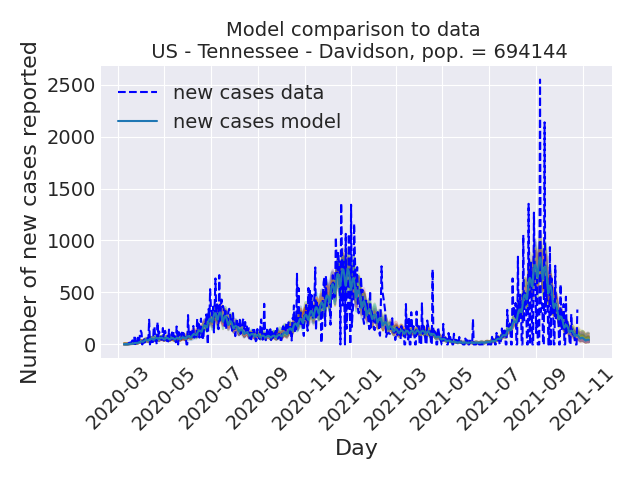 Model comparison to data
US - Tennessee - Davidson, pop. = 694144
Number of new cases reported
2500
2000
1500
1000
500
0
new cases data
new cases model
2020-03
2020-05
2020-07
2020-09
2020-11
2021-01
2021-03
2021-05
2021-07
2021-09
2021-11
Day